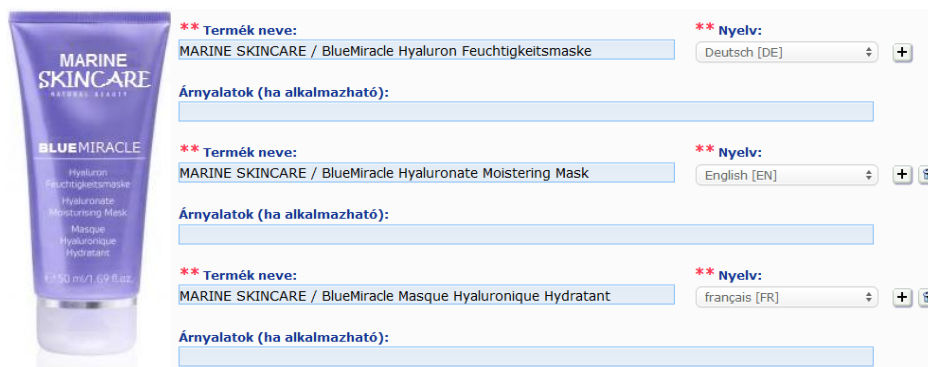 MARINE
SKINCARE
NATURAL BEAUTY
BLUEMIRACLE
Hyaluron
Feuchtigkeitsmaske
Hyaluronate
Moisturising Mask
Masque
Hyaluronique
Hydratant
50 ml/1.69 fl.oz.
** Termék neve: ** Nyelv:
MARINE SKINCARE / BlueMiracle Hyaluron Feuchtigkeitsmaske Deutsch [DE] +
Árnyalatok (ha alkalmazható):
** Termék neve: ** Nyelv:
MARINE SKINCARE / BlueMiracle Hyaluronate Moistering Mask English [EN] +
Árnyalatok (ha alkalmazható):
** Termék neve: ** Nyelv:
MARINE SKINCARE / BlueMiracle Masque Hyaluronique Hydratant français [FR] +
Árnyalatok (ha alkalmazható):